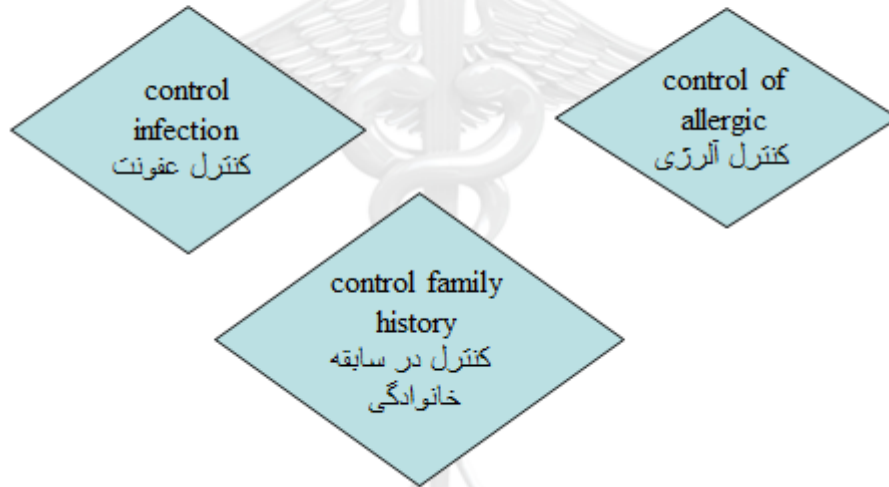 control
infection
کنترل عفونت
control of
allergic
کنترل آلرژی
control family
history
کنترل در سابقه
خانوادگی